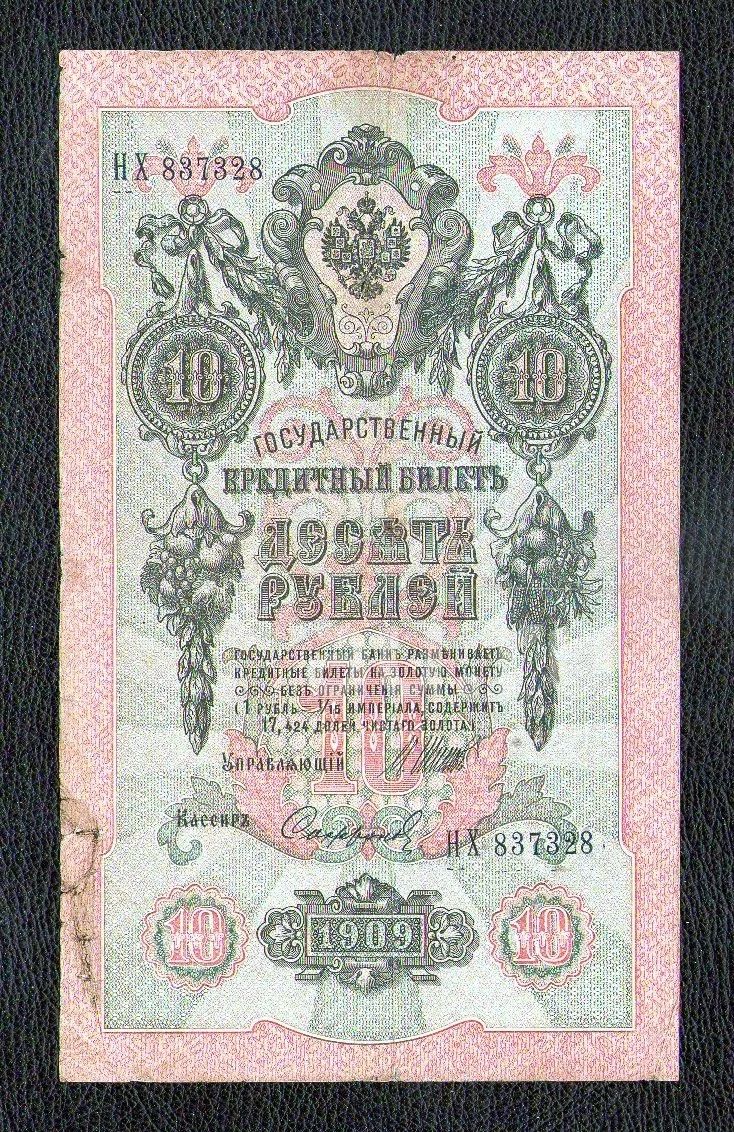 НХ 837328
10 10
ГОСУДАРСТВЕННЫЙ
КРЕДИТНЫЙ БИЛЕТЪ
ДЕСЯТЬ
РУБЛЕЙ
ГОСУДАРСТВЕННЫЙ БАНКЪ РАЗМѢНИВАЕТЪ
КРЕДИТНЫЕ БИЛЕТЫ НА ЗОЛОТУЮ МОНЕТУ
БЕЗЪ ОГРАНИЧЕНІЯ СУММЫ
(1 РУБЛЬ = 1/15 ИМПЕРІАЛА, СОДЕРЖИТЪ
17,424 ДОЛЕЙ ЧИСТАГО ЗОЛОТА.)
10
Управляющій
Кассиръ
НХ 837328
10 1909 10